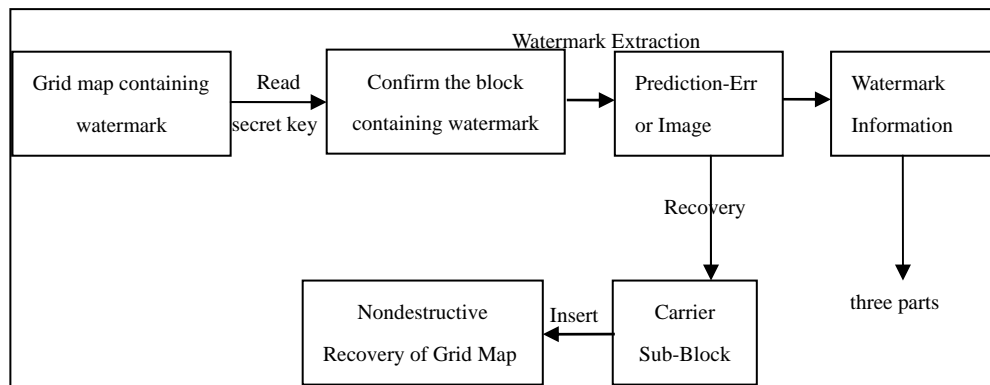 Watermark Extraction
Grid map containing
watermark
Read
secret key
Confirm the block
containing watermark
Prediction-Err
or Image
Watermark
Information
Recovery
three parts
Nondestructive
Recovery of Grid Map
Insert
Carrier
Sub-Block